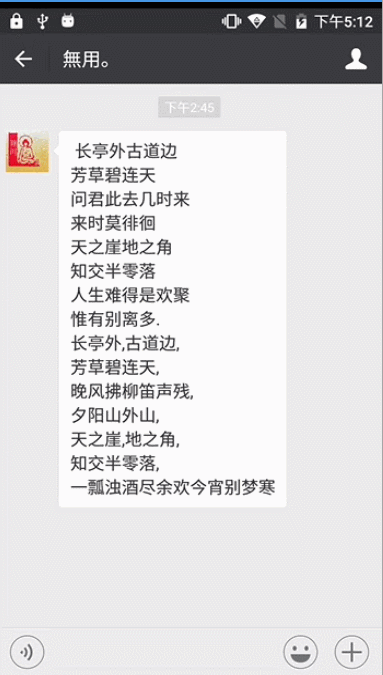 下午5:12
無用。
下午2:45
长亭外古道边
芳草碧连天
问君此去几时来
来时莫徘徊
天之崖地之角
知交半零落
人生难得是欢聚
惟有别离多.
长亭外,古道边,
芳草碧连天,
晚风拂柳笛声残,
夕阳山外山,
天之崖,地之角,
知交半零落,
一瓢浊酒尽余欢今宵别梦寒